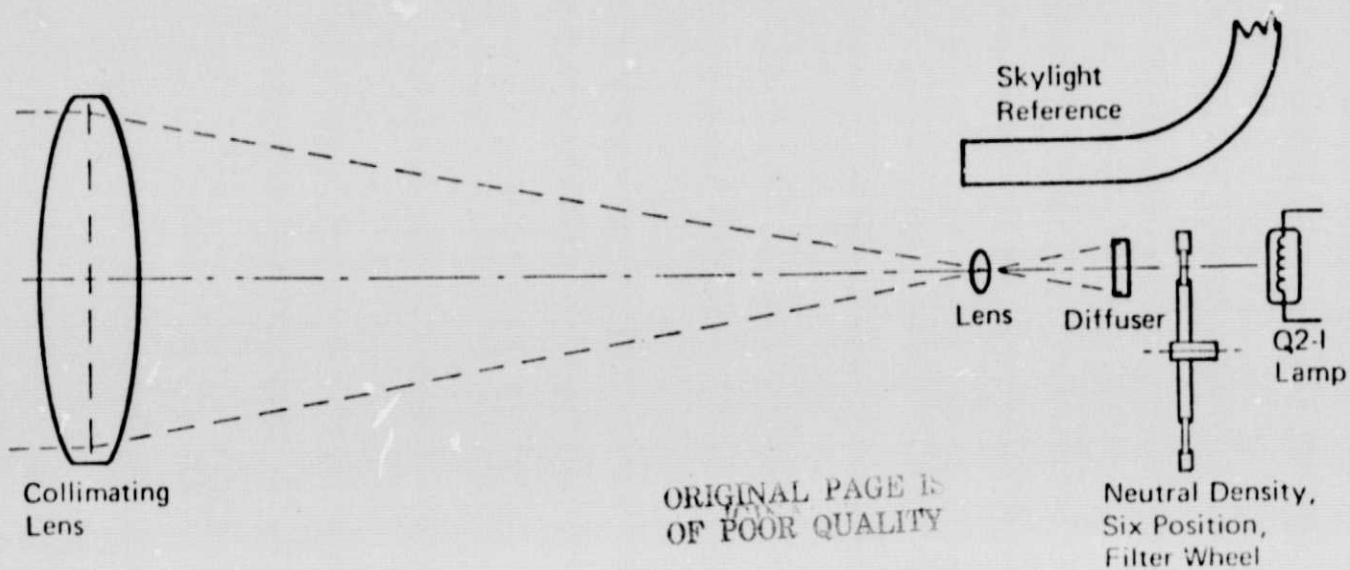 Skylight
Reference
Lens
Diffuser
Q2-I
Lamp
Collimating
Lens
ORIGINAL PAGE IS
OF POOR QUALITY
Neutral Density,
Six Position,
Filter Wheel